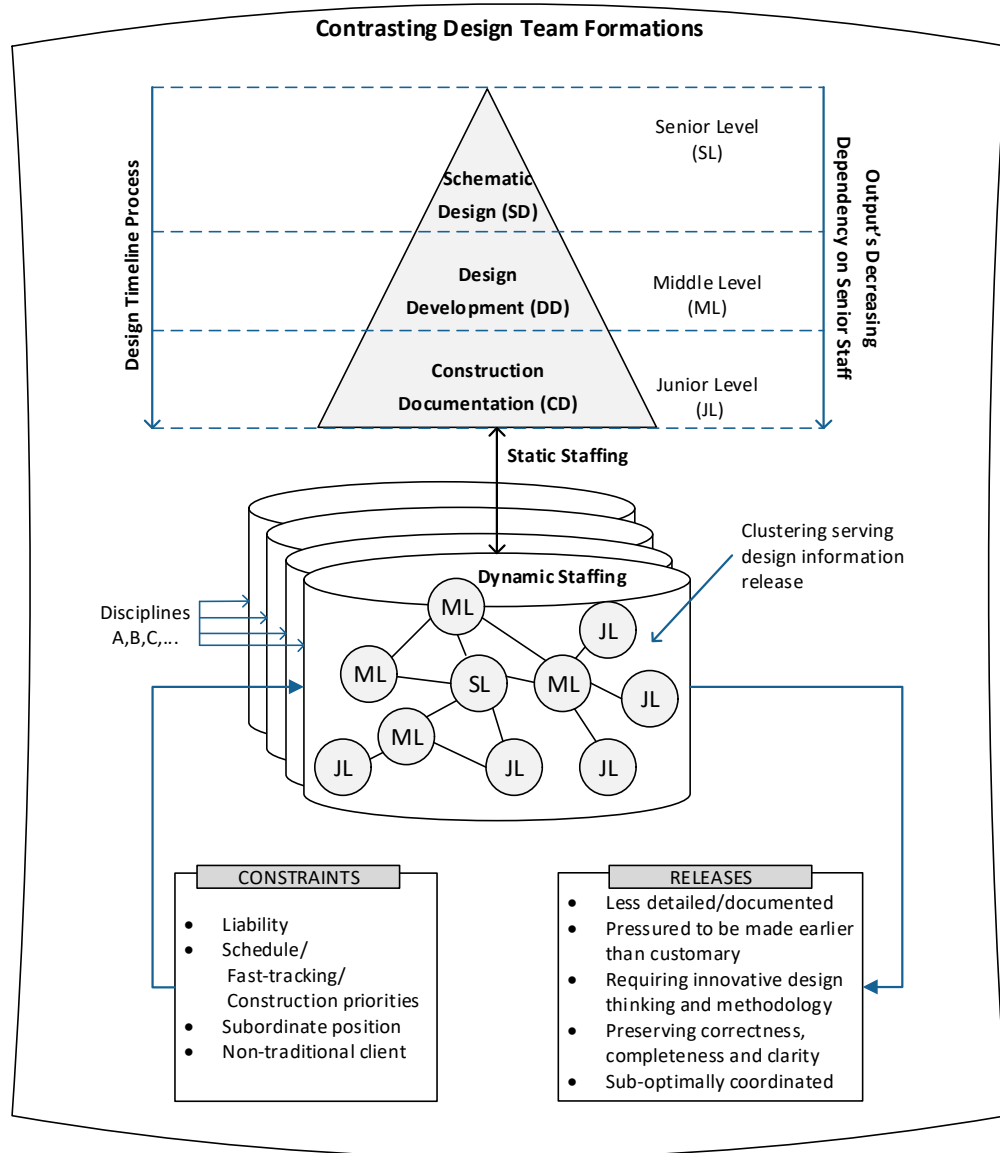 Contrasting Design Team Formations
Design Timeline Process
Schematic
Design (SD)
Senior Level
(SL)
Design
Development (DD)
Middle Level
(ML)
Construction
Documentation (CD)
Junior Level
(JL)
Output's Decreasing
Dependency on Senior Staff
Static Staffing
Clustering serving
design information
release
Dynamic Staffing
Disciplines
A,B,C,...
ML
JL
ML
SL
ML
JL
ML
JL
JL
JL
CONSTRAINTS
• Liability
• Schedule/
Fast-tracking/
Construction priorities
• Subordinate position
• Non-traditional client
RELEASES
• Less detailed/documented
• Pressured to be made earlier
than customary
• Requiring innovative design
thinking and methodology
• Preserving correctness,
completeness and clarity
• Sub-optimally coordinated